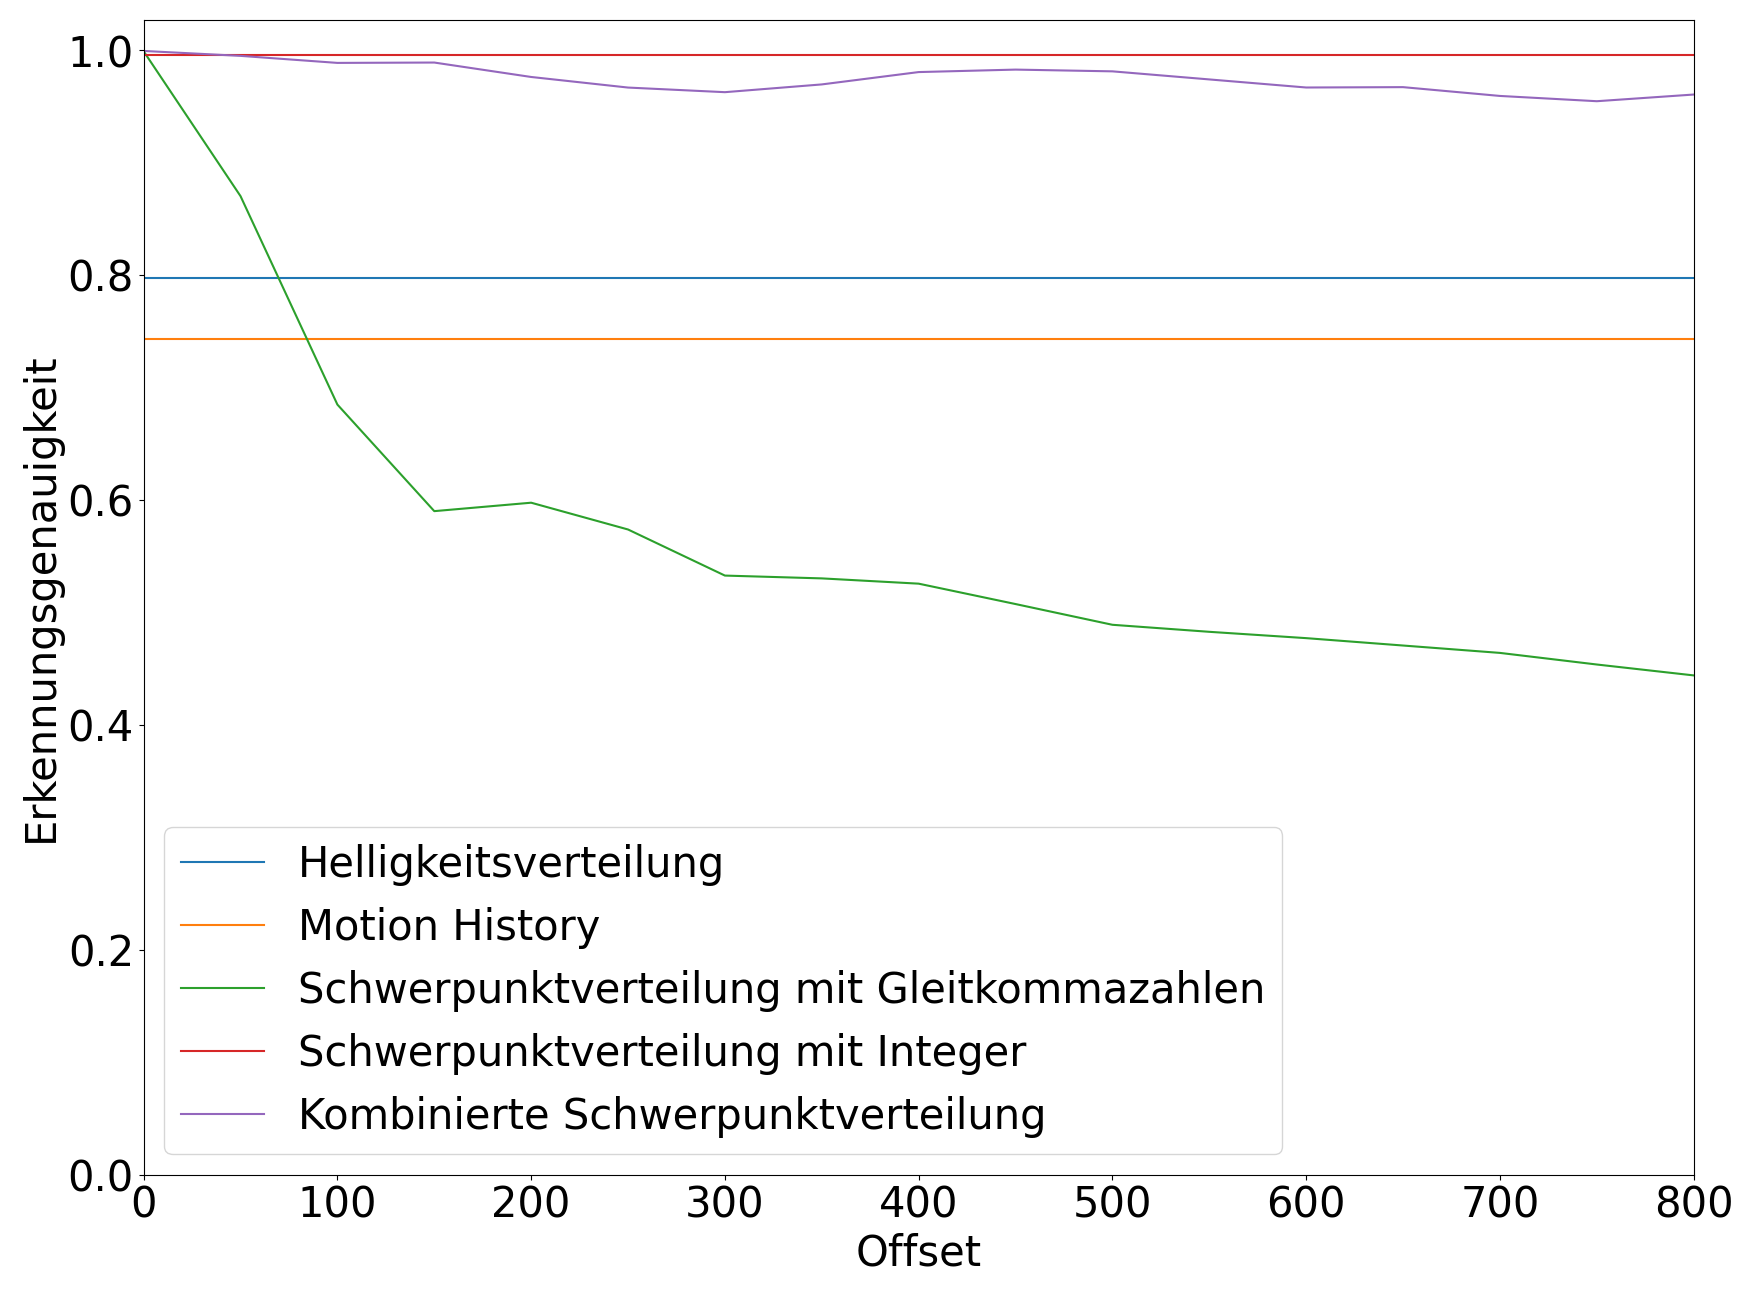 1.0
0.8
0.6
0.4
0.2
0.0
Erkennungsgenauigkeit
Helligkeitsverteilung
Motion History
Schwerpunktverteilung mit Gleitkommazahlen
Schwerpunktverteilung mit Integer
Kombinierte Schwerpunktverteilung
0 100 200 300 400 500 600 700 800
Offset